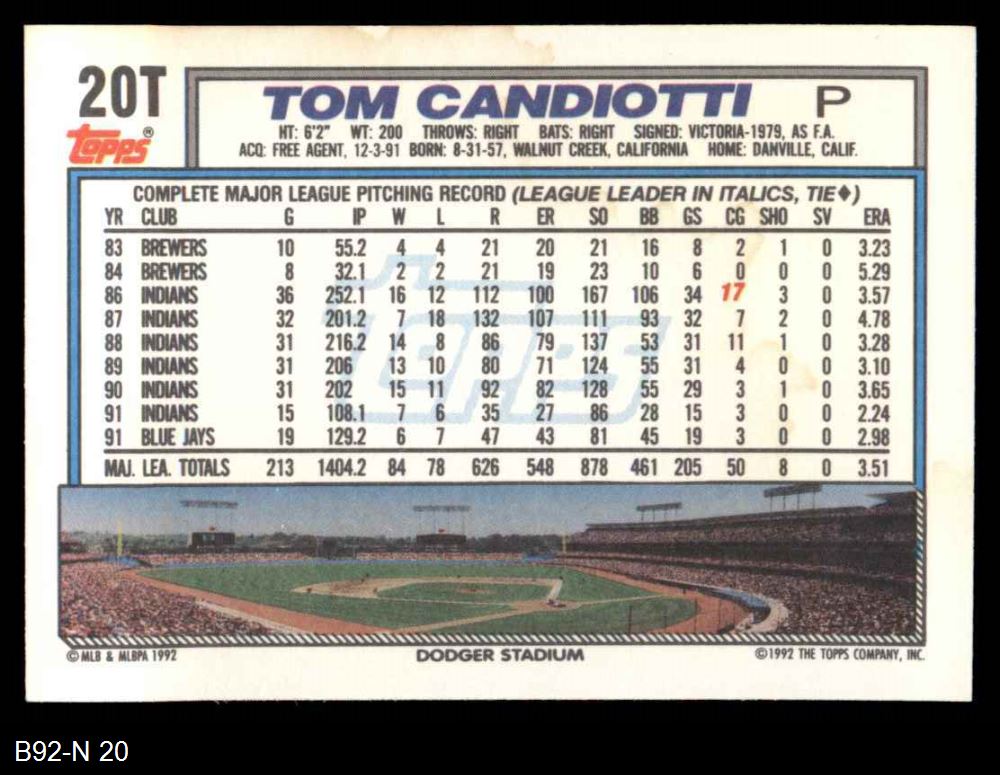 20T
Topps®
TOM CANDIOTTI P
HT: 6'2" WT: 200 THROWS: RIGHT BATS: RIGHT SIGNED: VICTORIA-1979, AS F.A.
ACQ: FREE AGENT, 12-3-91 BORN: 8-31-57, WALNUT CREEK, CALIFORNIA HOME: DANVILLE, CALIF.
COMPLETE MAJOR LEAGUE PITCHING RECORD (LEAGUE LEADER IN ITALICS, TIE♦)
YR CLUB G IP W L R ER SO BB GS CG SHO SV ERA
83 BREWERS 10 55.2 4 4 21 20 21 16 8 2 1 0 3.23
84 BREWERS 8 32.1 2 2 21 19 23 10 6 0 0 0 5.29
86 INDIANS 36 252.1 16 12 112 100 167 106 34 17 3 0 3.57
87 INDIANS 32 201.2 7 18 132 107 111 93 32 7 2 0 4.78
88 INDIANS 31 216.2 14 8 86 79 137 53 31 11 1 0 3.28
89 INDIANS 31 206 13 10 80 71 124 55 31 4 0 0 3.10
90 INDIANS 31 202 15 11 92 82 128 55 29 3 1 0 3.65
91 INDIANS 15 108.1 7 6 35 27 86 28 15 3 0 0 2.24
91 BLUE JAYS 19 129.2 6 7 47 43 81 45 19 3 0 0 2.98
MAJ. LEA. TOTALS 213 1404.2 84 78 626 548 878 461 205 50 8 0 3.51
Topps
© MLB & MLBPA 1992 DODGER STADIUM ©1992 THE TOPPS COMPANY, INC.
B92-N 20